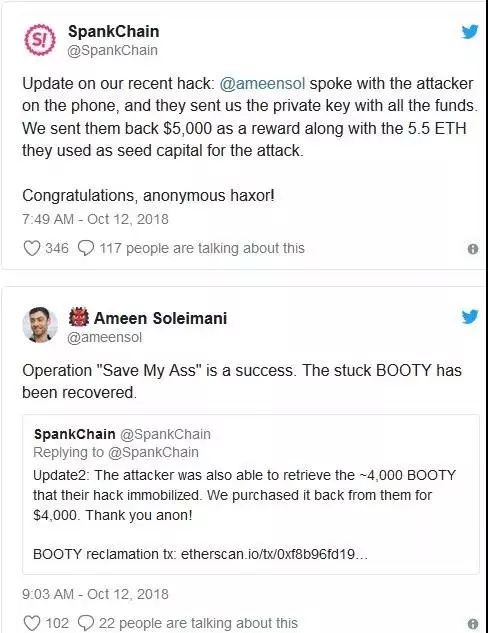 S!
SpankChain
@SpankChain
Update on our recent hack: @ameensol spoke with the attacker
on the phone, and they sent us the private key with all the funds.
We sent them back $5,000 as a reward along with the 5.5 ETH
they used as seed capital for the attack.
Congratulations, anonymous haxor!
7:49 AM - Oct 12, 2018
346 117 people are talking about this
👹 Ameen Soleimani
@ameensol
Operation "Save My Ass" is a success. The stuck BOOTY has
been recovered.
SpankChain @SpankChain
Replying to @SpankChain
Update2: The attacker was also able to retrieve the ~4,000 BOOTY
that their hack immobilized. We purchased it back from them for
$4,000. Thank you anon!
BOOTY reclamation tx: etherscan.io/tx/0xf8b96fd19...
9:03 AM - Oct 12, 2018
102 22 people are talking about this